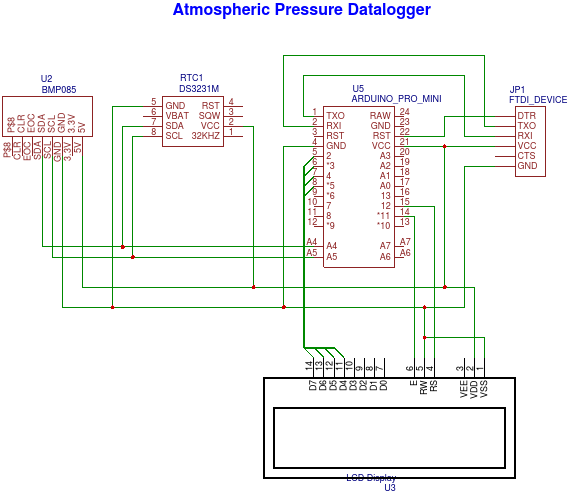 Atmospheric Pressure Datalogger
U2
BMP085
P$8 CLR EOC SDA SCL GND 3.3V 5V
P$8 CLR EOC SDA SCL GND 3.3V 5V
RTC1
DS3231M
5 GND RST 4
6 VBAT SQW 3
7 SDA VCC 2
8 SCL 32KHZ 1
U5
ARDUINO_PRO_MINI
1 TXO RAW 24
2 RXI GND 23
3 RST RST 22
4 GND VCC 21
5 2 A3 20
6 *3 A2 19
7 4 A1 18
8 *5 A0 17
9 *6 13 16
10 7 12 15
11 8 *11 14
12 *9 *10 13
A4 A4 A7 A7
A5 A5 A6 A6
JP1
FTDI_DEVICE
DTR
TXO
RXI
VCC
CTS
GND
14 13 12 11 10 9 8 7 6 5 4 3 2 1
D7 D6 D5 D4 D3 D2 D1 D0 E RW RS VEE VDD VSS
LCD Display
U3